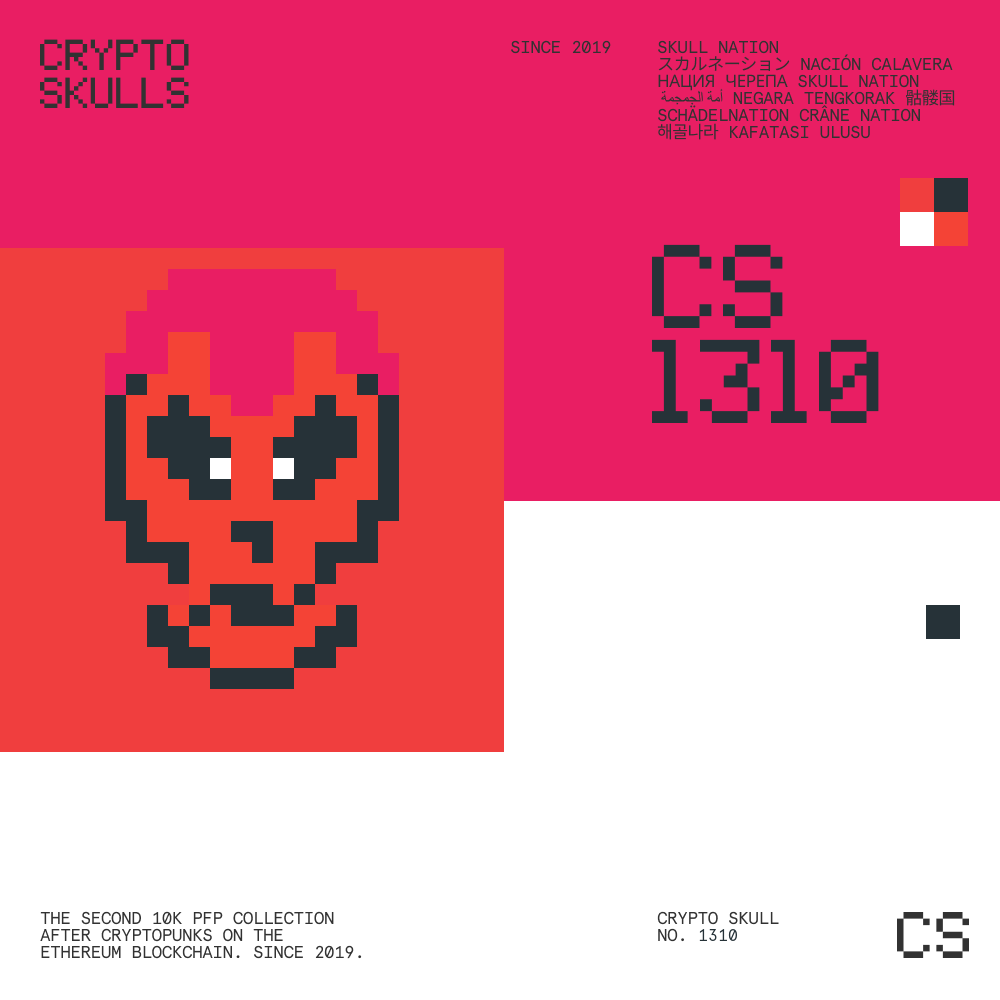 CRYPTO
SKULLS
SINCE 2019
SKULL NATION
スカルネーション NACIÓN CALAVERA
НАЦИЯ ЧЕРЕПА SKULL NATION
أمة الجمجمة NEGARA TENGKORAK 骷髅国
SCHÄDELNATION CRÂNE NATION
해골나라 KAFATASI ULUSU
CS
1310
THE SECOND 10K PFP COLLECTION
AFTER CRYPTOPUNKS ON THE
ETHEREUM BLOCKCHAIN. SINCE 2019.
CRYPTO SKULL
NO. 1310
CS